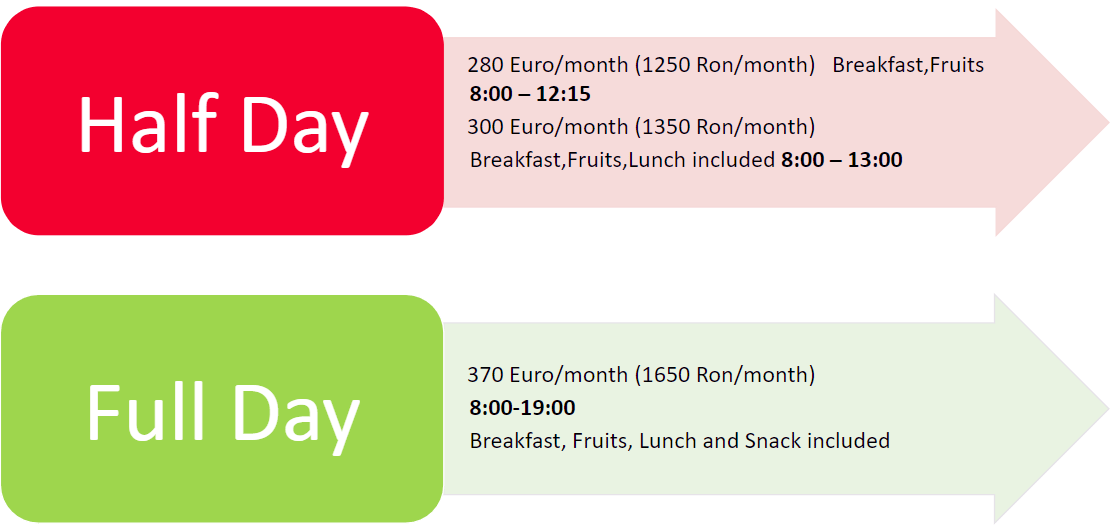 Half Day
280 Euro/month (1250 Ron/month) Breakfast,Fruits
8:00 – 12:15
300 Euro/month (1350 Ron/month)
Breakfast,Fruits,Lunch included 8:00 – 13:00
Full Day
370 Euro/month (1650 Ron/month)
8:00-19:00
Breakfast, Fruits, Lunch and Snack included